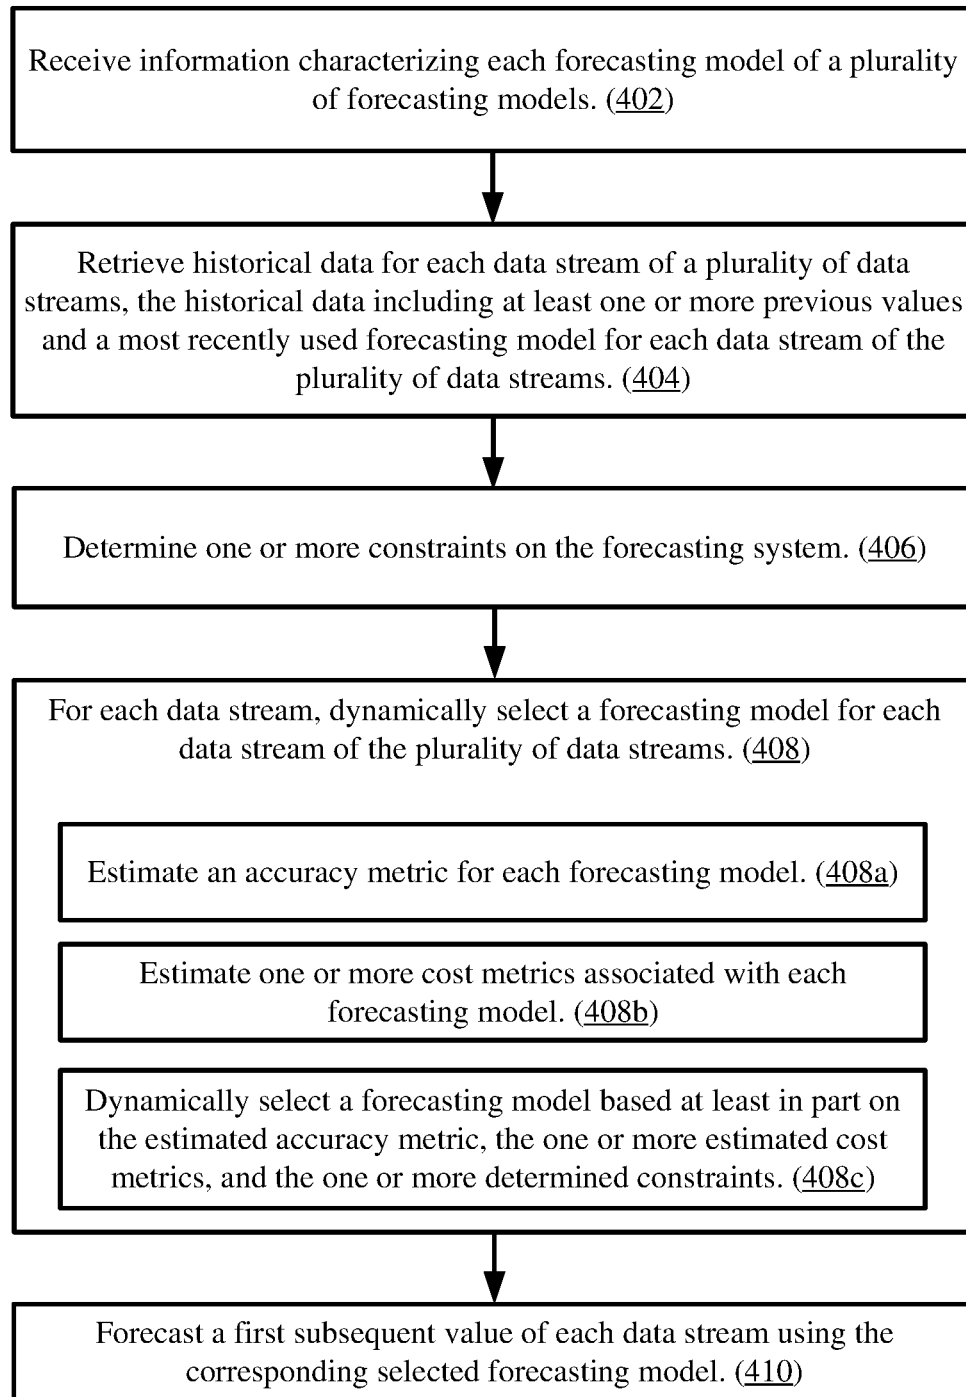 Receive information characterizing each forecasting model of a plurality
of forecasting models. (402)
Retrieve historical data for each data stream of a plurality of data
streams, the historical data including at least one or more previous values
and a most recently used forecasting model for each data stream of the
plurality of data streams. (404)
Determine one or more constraints on the forecasting system. (406)
For each data stream, dynamically select a forecasting model for each
data stream of the plurality of data streams. (408)
Estimate an accuracy metric for each forecasting model. (408a)
Estimate one or more cost metrics associated with each
forecasting model. (408b)
Dynamically select a forecasting model based at least in part on
the estimated accuracy metric, the one or more estimated cost
metrics, and the one or more determined constraints. (408c)
Forecast a first subsequent value of each data stream using the
corresponding selected forecasting model. (410)